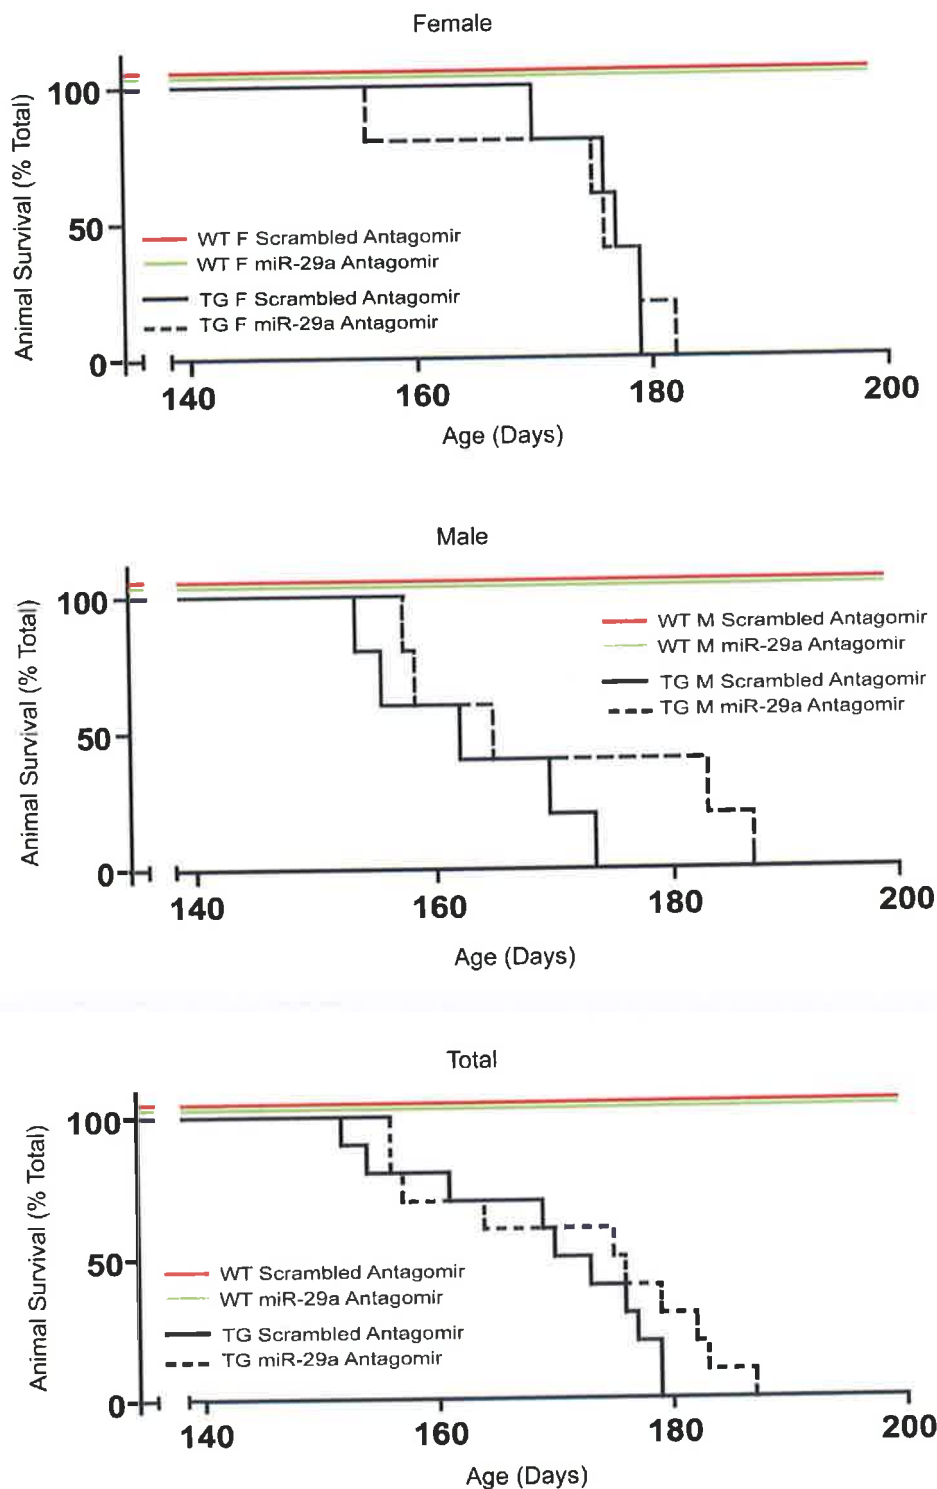 Female
Animal Survival (% Total)
100
50
0
WT F Scrambled Antagomir
WT F miR-29a Antagomir
TG F Scrambled Antagomir
TG F miR-29a Antagomir
140 160 180 200
Age (Days)
Male
Animal Survival (% Total)
100
50
0
WT M Scrambled Antagomir
WT M miR-29a Antagomir
TG M Scrambled Antagomir
TG M miR-29a Antagomir
140 160 180 200
Age (Days)
Total
Animal Survival (% Total)
100
50
0
WT Scrambled Antagomir
WT miR-29a Antagomir
TG Scrambled Antagomir
TG miR-29a Antagomir
140 160 180 200
Age (Days)